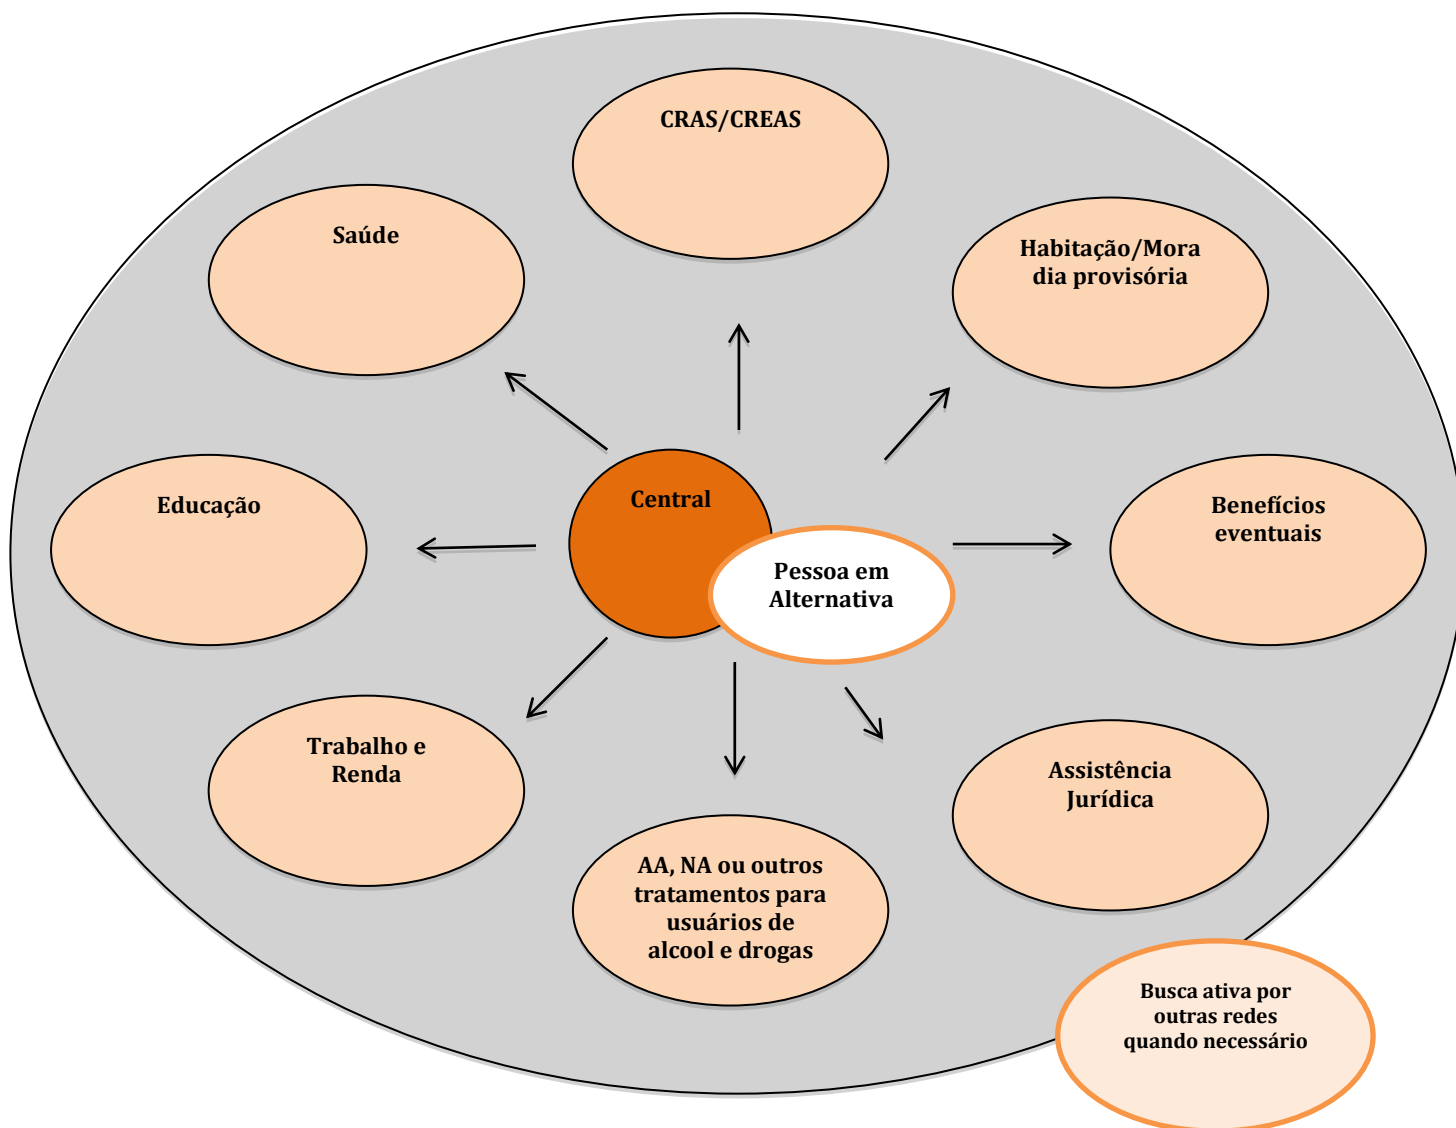 CRAS/CREAS
Saúde
Habitação/Mora
dia provisória
Educação
Central
Pessoa em
Alternativa
Benefícios
eventuais
Trabalho e
Renda
Assistência
Jurídica
AA, NA ou outros
tratamentos para
usuários de
alcool e drogas
Busca ativa por
outras redes
quando necessário